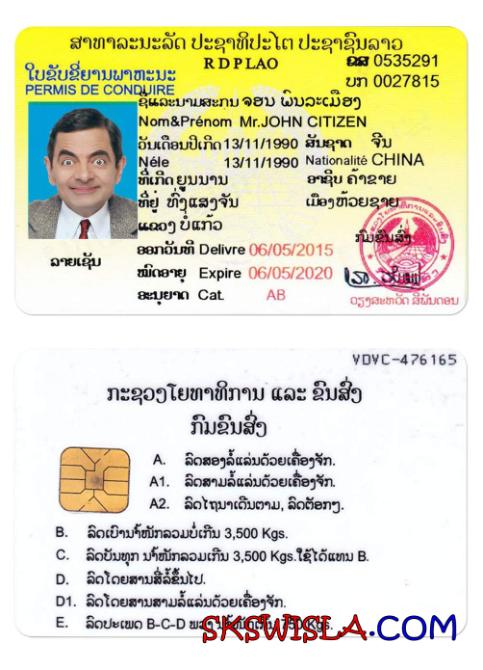 ສາທາລະນະລັດ ປະຊາທິປະໄຕ ປະຊາຊົນລາວ
R D P LAO
ຂສ 0535291
ໃບຂັບຂີ່ຍານພາຫະນະ
ບກ 0027815
PERMIS DE CONDUIRE
ຊື່ແລະນາມສະກຸນ ຈອນ ພົນລະເມືອງ
Nom&Prénom Mr.JOHN CITIZEN
ວັນເດືອນປີເກີດ 13/11/1990 ສັນຊາດ ຈີນ
Néle 13/11/1990 Nationalité CHINA
ທີ່ເກີດ ຍູນນານ ອາຊີບ ຄ້າຂາຍ
ທີ່ຢູ່ ທົ່ງແສງຈັນ ເມືອງ ຫ້ວຍຊາຍ
ແຂວງ ບໍ່ແກ້ວ
ກົມຂົນສົ່ງ
ອອກວັນທີ Delivre 06/05/2015
ລາຍເຊັນ
ໝົດອາຍຸ Expire 06/05/2020
ອະນຸຍາດ Cat. AB
ວຽງສະຫວັດ ສີພັນດອນ
VDVC-476165
ກະຊວງໂຍທາທິການ ແລະ ຂົນສົ່ງ
ກົມຂົນສົ່ງ
A. ລົດສອງລໍ້ແລ່ນດ້ວຍເຄື່ອງຈັກ.
A1. ລົດສາມລໍ້ແລ່ນດ້ວຍເຄື່ອງຈັກ.
A2. ລົດໄຖນາເດີນຕາມ, ລົດຕ໋ອກໆ.
B. ລົດເບົານ້ຳໜັກລວມບໍ່ເກີນ 3,500 Kgs.
C. ລົດບັນທຸກ ນ້ຳໜັກລວມເກີນ 3,500 Kgs.ໃຊ້ໄດ້ແທນ B.
D. ລົດໂດຍສານສີ່ລໍ້ຂຶ້ນໄປ.
D1. ລົດໂດຍສານສາມລໍ້ແລ່ນດ້ວຍເຄື່ອງຈັກ.
E. ລົດປະເພດ B-C-D ພ່ວງ ນ້ຳໜັກເກີນ 750Kgs.
SKSWISLA.COM